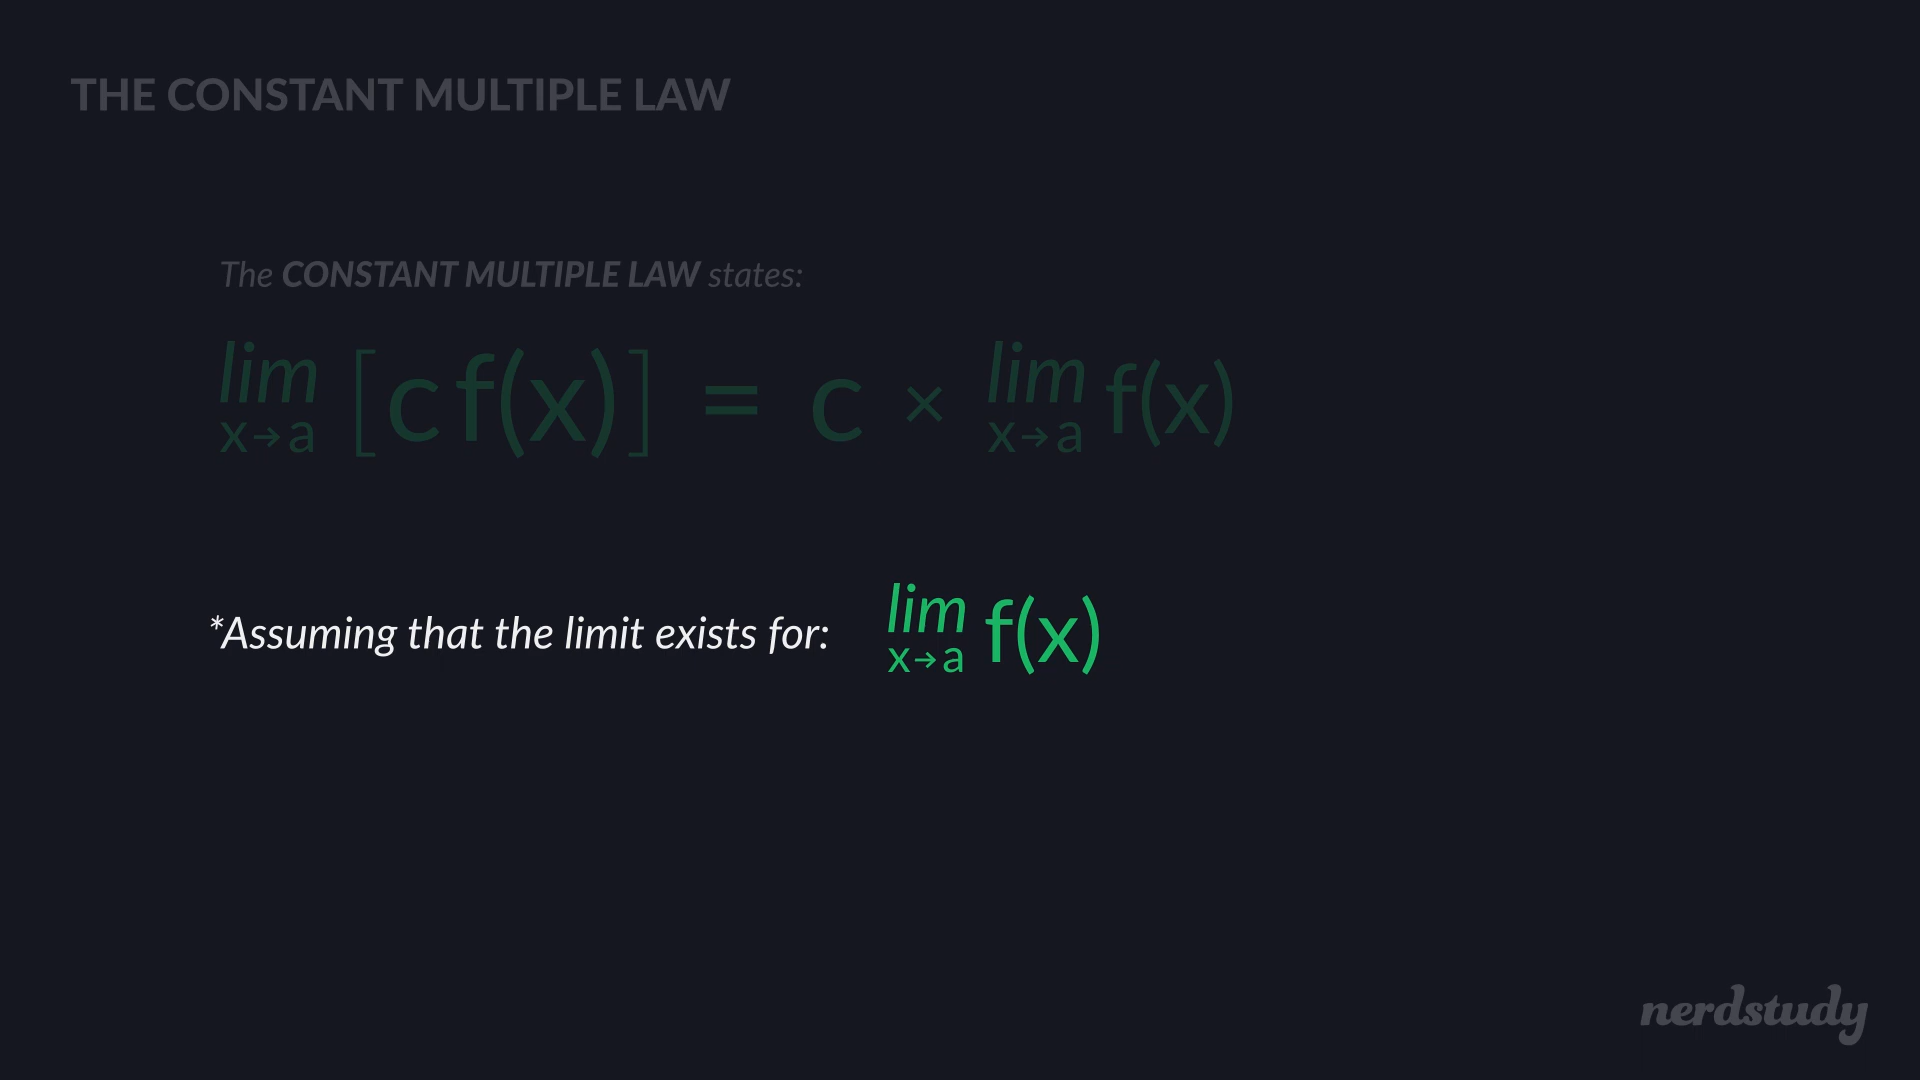 THE CONSTANT MULTIPLE LAW
The CONSTANT MULTIPLE LAW states:
lim x→a [c f(x)] = c × lim x→a f(x)
*Assuming that the limit exists for: lim x→a f(x)
nerdstudy